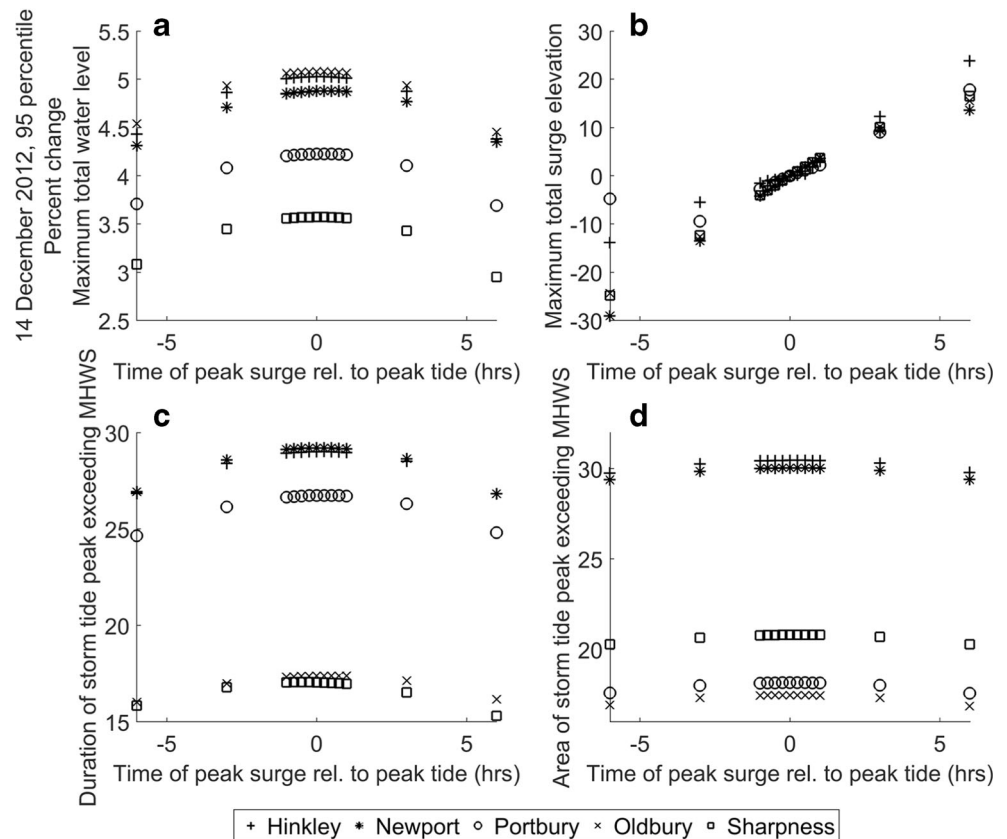 a
14 December 2012, 95 percentile
Percent change
Maximum total water level
5.5
5
4.5
4
3.5
3
2.5
-5
0
5
Time of peak surge rel. to peak tide (hrs)
b
Maximum total surge elevation
30
20
10
0
-10
-20
-30
-5
0
5
Time of peak surge rel. to peak tide (hrs)
c
Duration of storm tide peak exceeding MHWS
30
25
20
15
-5
0
5
Time of peak surge rel. to peak tide (hrs)
d
Area of storm tide peak exceeding MHWS
30
20
-5
0
5
Time of peak surge rel. to peak tide (hrs)
Hinkley Newport Portbury Oldbury Sharpness